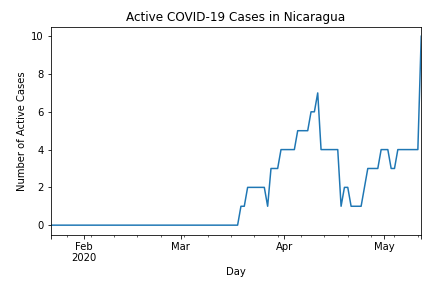 Active COVID-19 Cases in Nicaragua
10
8
6
4
2
0
Number of Active Cases
Feb
2020
Mar
Apr
May
Day